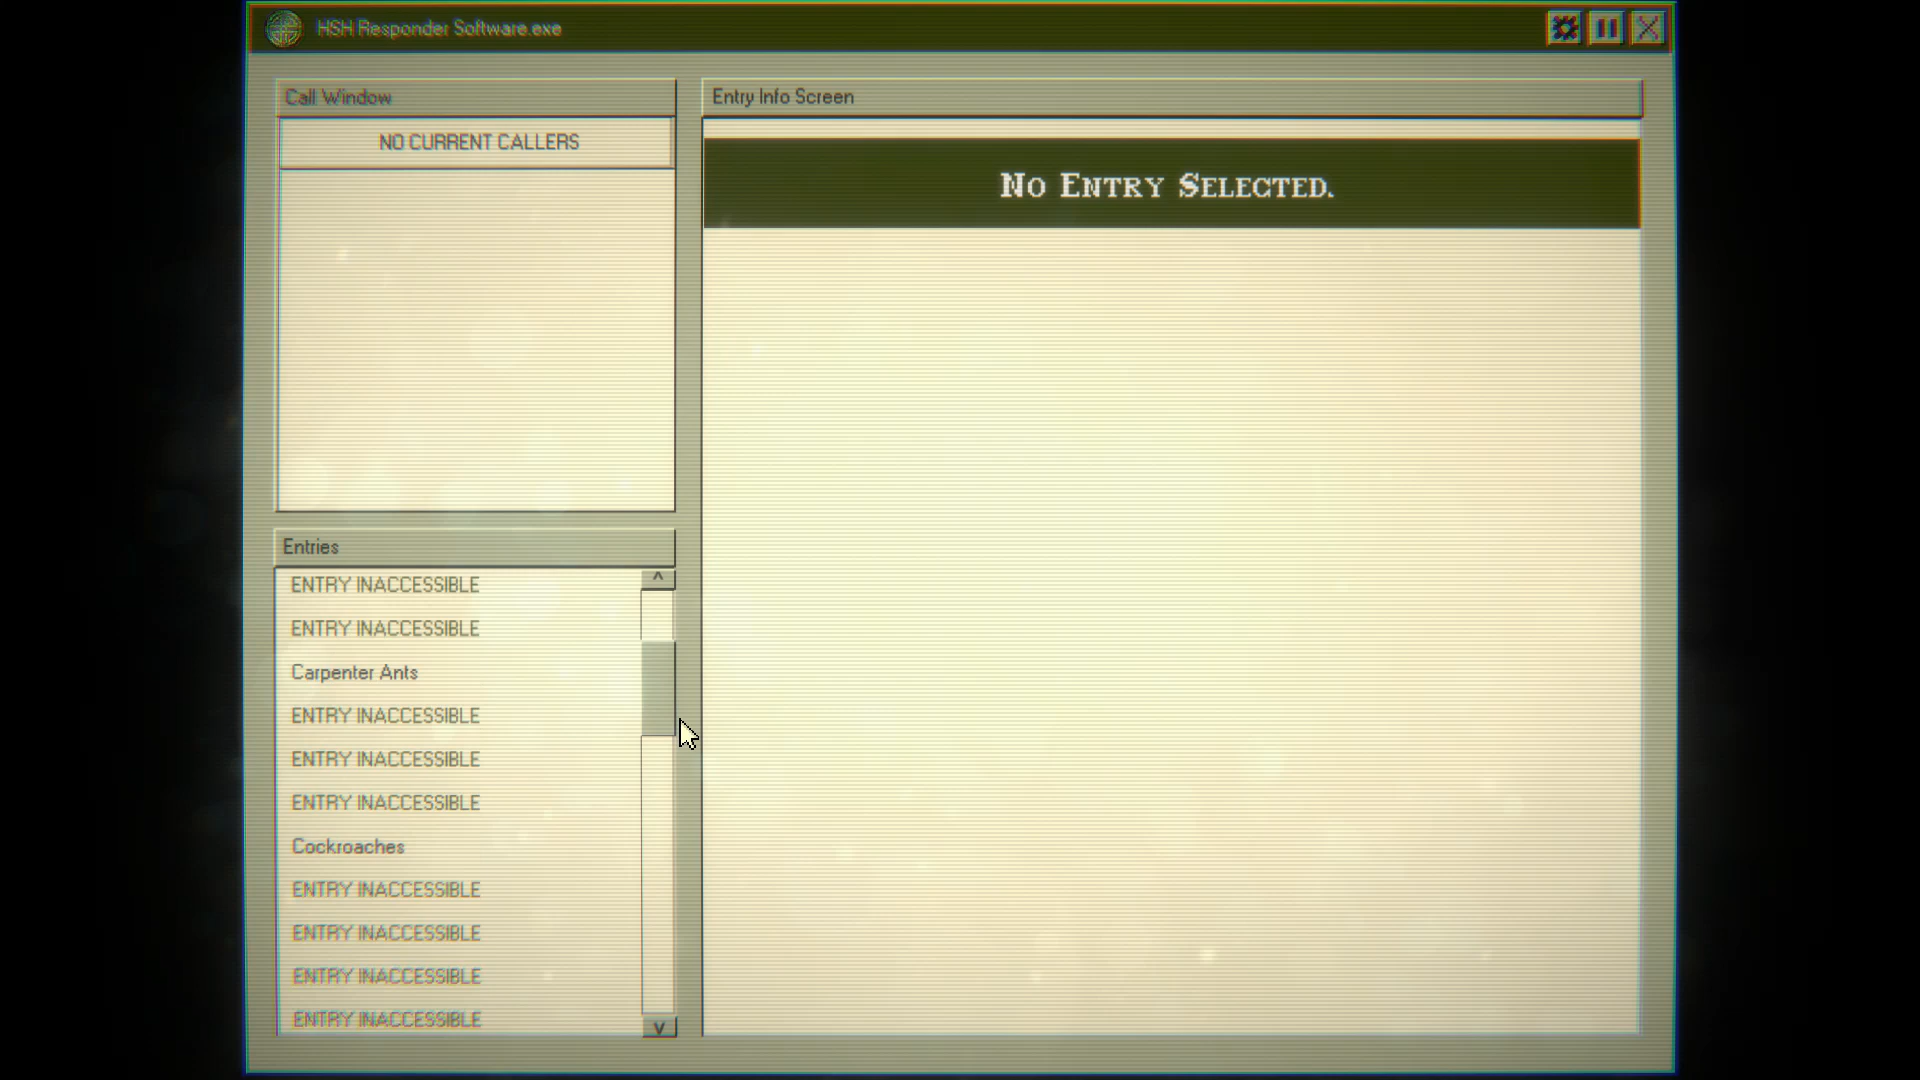 HSH Responder Software.exe
Call Window
NO CURRENT CALLERS
Entry Info Screen
No Entry Selected.
Entries
ENTRY INACCESSIBLE
ENTRY INACCESSIBLE
Carpenter Ants
ENTRY INACCESSIBLE
ENTRY INACCESSIBLE
ENTRY INACCESSIBLE
Cockroaches
ENTRY INACCESSIBLE
ENTRY INACCESSIBLE
ENTRY INACCESSIBLE
ENTRY INACCESSIBLE